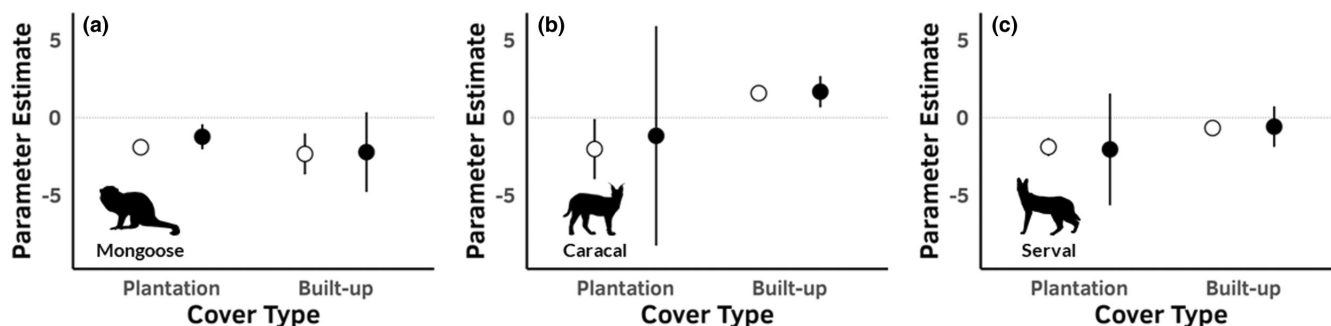 (a)
Parameter Estimate
5
0
-5
Mongoose
Plantation Built-up
Cover Type
(b)
Parameter Estimate
5
0
-5
Caracal
Plantation Built-up
Cover Type
(c)
Parameter Estimate
5
0
-5
Serval
Plantation Built-up
Cover Type